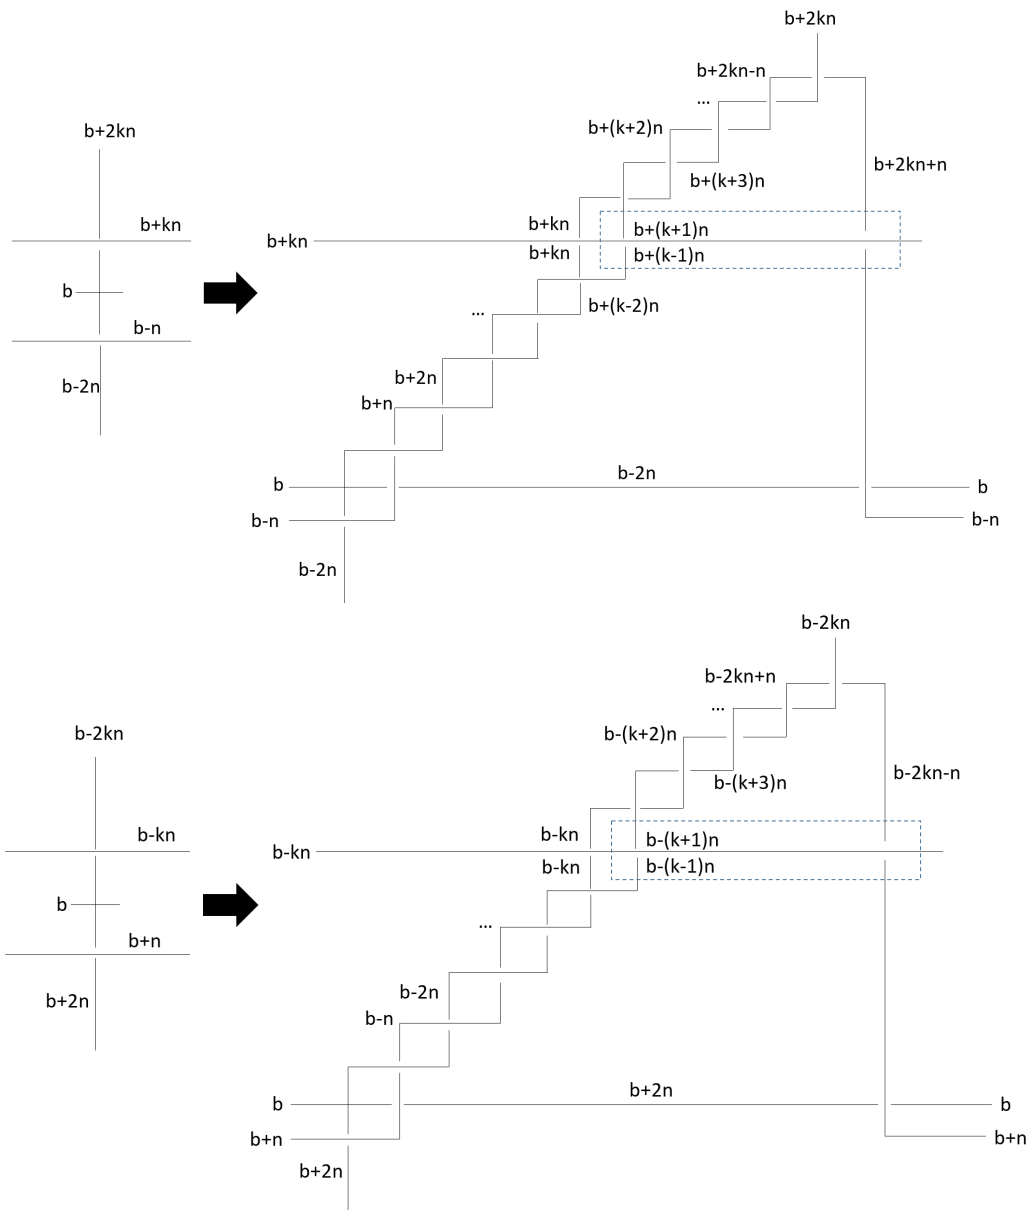 b+2kn
b+2kn-n
...
b+2kn
b+(k+2)n
b+2kn+n
b+(k+3)n
b+kn
b+kn
b+(k+1)n
b+kn
b+kn
b+(k-1)n
b
b+(k-2)n
...
b-n
b+2n
b-2n
b+n
b-2n
b
b
b-n
b-n
b-2n
b-2kn
b-2kn+n
...
b-2kn
b-(k+2)n
b-2kn-n
b-(k+3)n
b-kn
b-kn
b-(k+1)n
b-kn
b-kn
b-(k-1)n
b
...
b+n
b-2n
b+2n
b-n
b+2n
b
b
b+n
b+n
b+2n